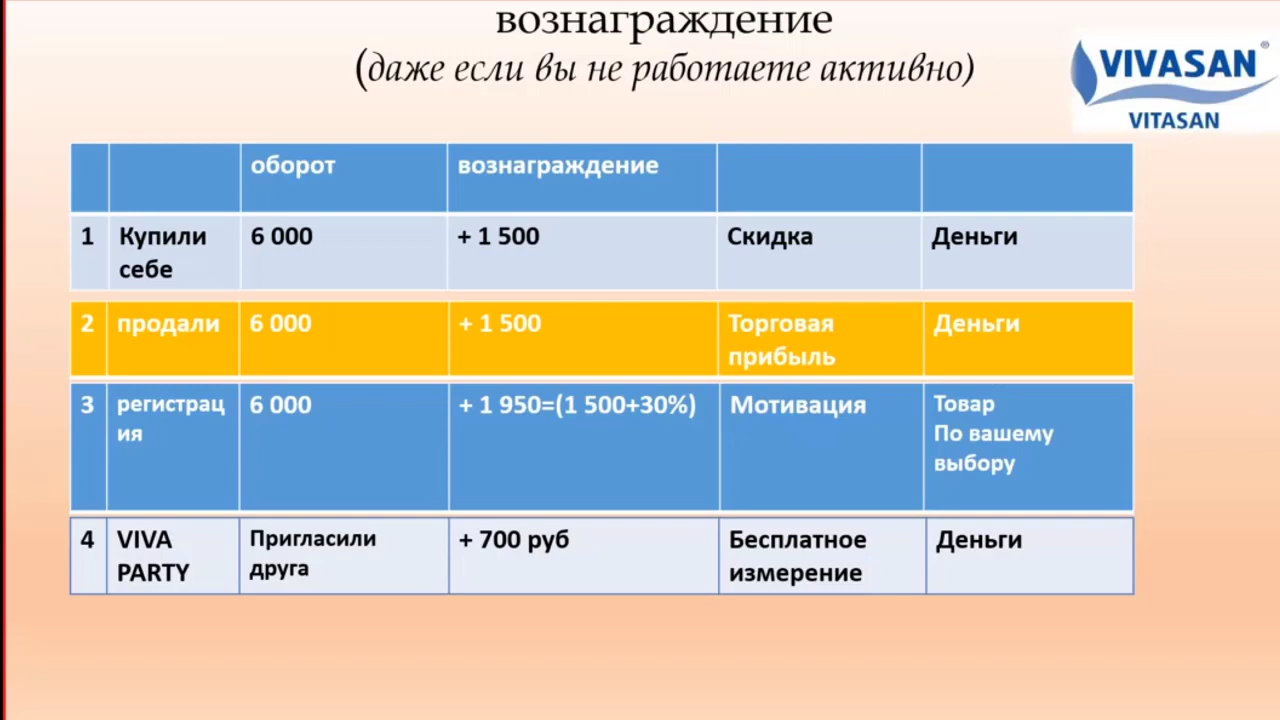 вознаграждение
(даже если вы не работаете активно)
VIVASAN®
VITASAN
оборот
вознаграждение
1
Купили
себе
6 000
+ 1 500
Скидка
Деньги
2
продали
6 000
+ 1 500
Торговая
прибыль
Деньги
3
регистрац
ия
6 000
+ 1 950=(1 500+30%)
Мотивация
Товар
По вашему
выбору
4
VIVA
PARTY
Пригласили
друга
+ 700 руб
Бесплатное
измерение
Деньги